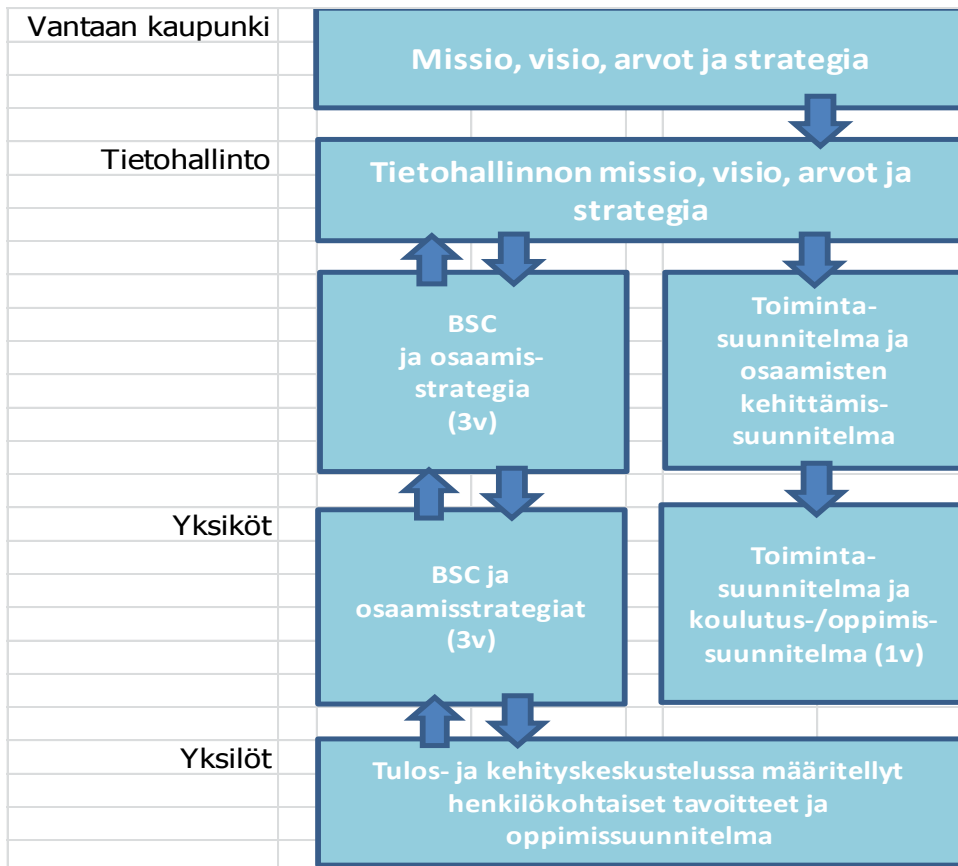 Vantaan kaupunki
Missio, visio, arvot ja strategia
Tietohallinto
Tietohallinnon missio, visio, arvot ja
strategia
BSC
ja osaamis-
strategia
(3v)
Toiminta-
suunnitelma ja
osaamisten
kehittämis-
suunnitelma
Yksiköt
BSC ja
osaamisstrategiat
(3v)
Toiminta-
suunnitelma ja
koulutus-/oppimis-
suunnitelma (1v)
Yksilöt
Tulos- ja kehityskeskustelussa määritellyt
henkilökohtaiset tavoitteet ja
oppimissuunnitelma